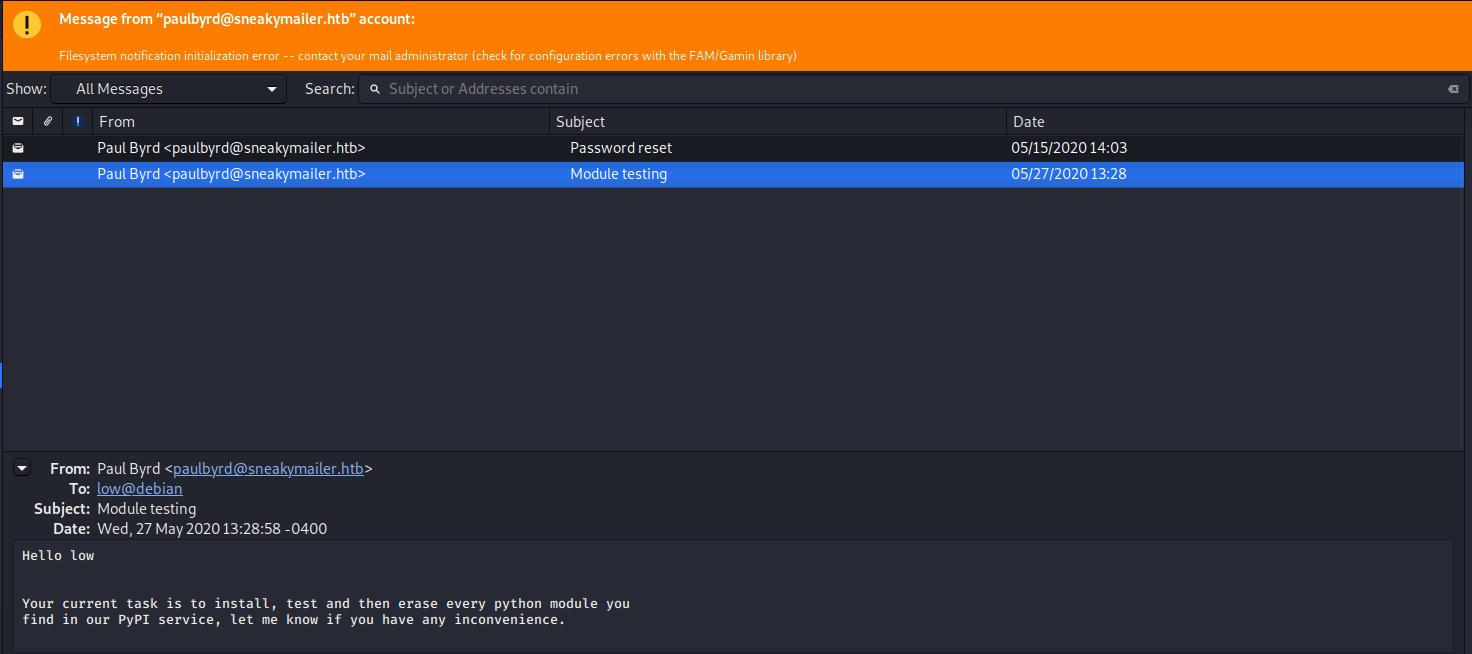 Message from “paulbyrd@sneakymailer.htb” account:
Filesystem notification initialization error -- contact your mail administrator (check for configuration errors with the FAM/Gamin library)
Show: All Messages Search: Subject or Addresses contain
From Subject Date
Paul Byrd <paulbyrd@sneakymailer.htb> Password reset 05/15/2020 14:03
Paul Byrd <paulbyrd@sneakymailer.htb> Module testing 05/27/2020 13:28
From: Paul Byrd <paulbyrd@sneakymailer.htb>
To: low@debian
Subject: Module testing
Date: Wed, 27 May 2020 13:28:58 -0400
Hello low
Your current task is to install, test and then erase every python module you
find in our PyPI service, let me know if you have any inconvenience.